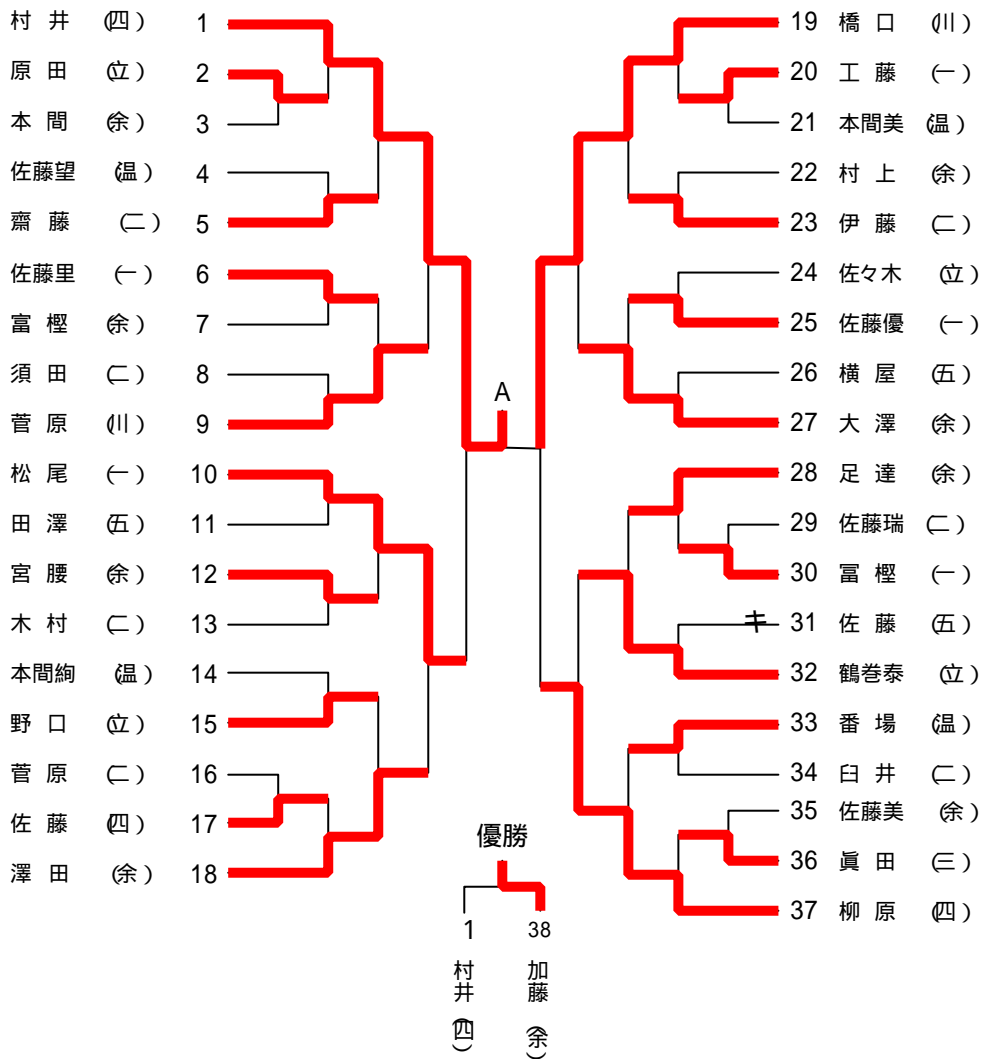 村井 (四) 1
原田 (立) 2
本間 (余) 3
佐藤望 (温) 4
齋藤 (二) 5
佐藤里 (一) 6
富樫 (余) 7
須田 (二) 8
菅原 (川) 9
松尾 (一) 10
田澤 (五) 11
宮腰 (余) 12
木村 (二) 13
本間絢 (温) 14
野口 (立) 15
菅原 (二) 16
佐藤 (四) 17
澤田 (余) 18
A
19 橋口 (川)
20 工藤 (一)
21 本間美 (温)
22 村上 (余)
23 伊藤 (二)
24 佐々木 (立)
25 佐藤優 (一)
26 横屋 (五)
27 大澤 (余)
28 足達 (余)
29 佐藤瑞 (二)
30 冨樫 (一)
キ 31 佐藤 (五)
32 鶴巻泰 (立)
33 番場 (温)
34 臼井 (二)
35 佐藤美 (余)
36 眞田 (三)
37 柳原 (四)
優勝
1 村井 (四)
38 加藤 (余)